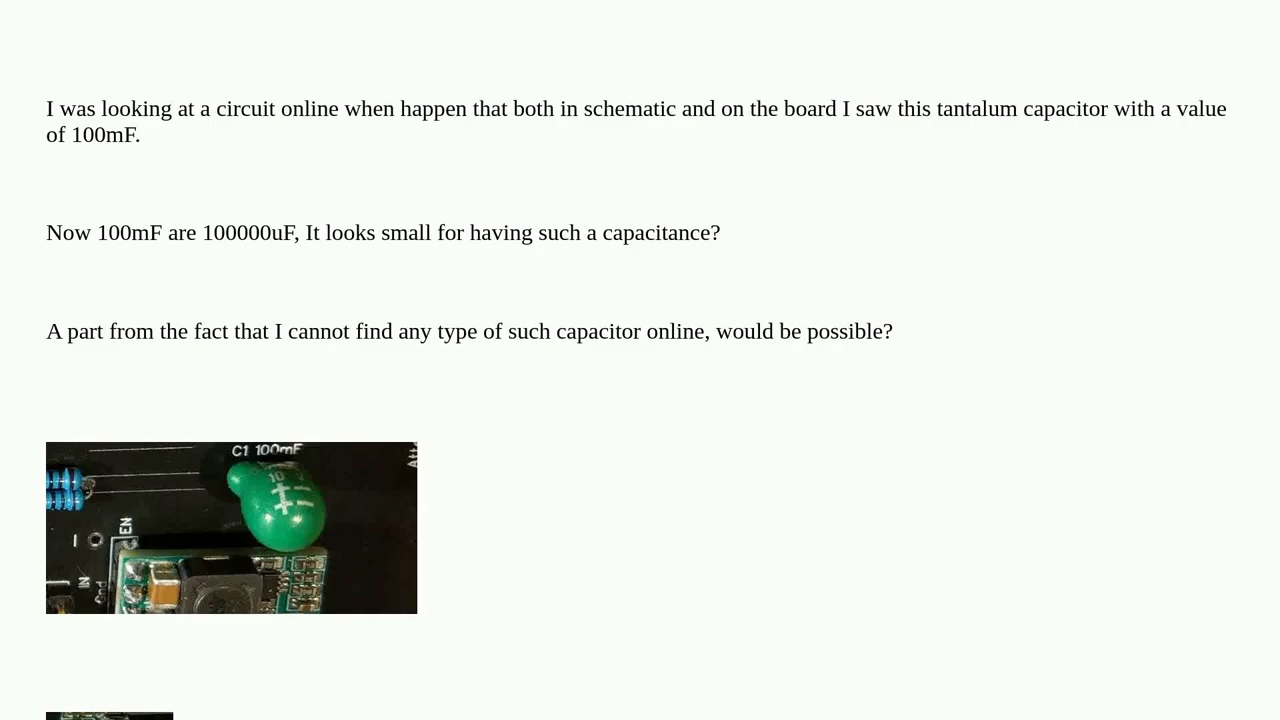 I was looking at a circuit online when happen that both in schematic and on the board I saw this tantalum capacitor with a value
of 100mF.
Now 100mF are 100000uF, It looks small for having such a capacitance?
A part from the fact that I cannot find any type of such capacitor online, would be possible?
C1 100mF
10
EN
IN
Gnd